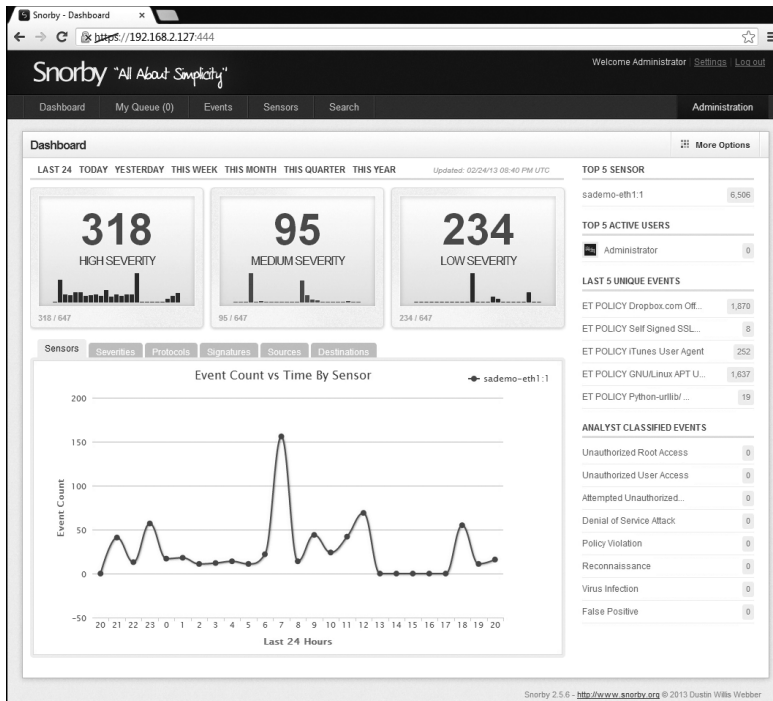 Snorby - Dashboard
https://192.168.2.127:444
Snorby "All About Simplicity"
Welcome Administrator | Settings | Log out
Dashboard My Queue (0) Events Sensors Search Administration
Dashboard
More Options
LAST 24 TODAY YESTERDAY THIS WEEK THIS MONTH THIS QUARTER THIS YEAR
Updated: 02/24/13 08:40 PM UTC
318
HIGH SEVERITY
318 / 647
95
MEDIUM SEVERITY
95 / 647
234
LOW SEVERITY
234 / 647
Sensors Severities Protocols Signatures Sources Destinations
Event Count vs Time By Sensor
sademo-eth1:1
Event Count
200
150
100
50
0
-50
20 21 22 23 0 1 2 3 4 5 6 7 8 9 10 11 12 13 14 15 16 17 18 19 20
Last 24 Hours
TOP 5 SENSOR
sademo-eth1:1 6,506
TOP 5 ACTIVE USERS
Administrator 0
LAST 5 UNIQUE EVENTS
ET POLICY Dropbox.com Off... 1,870
ET POLICY Self Signed SSL... 8
ET POLICY iTunes User Agent 252
ET POLICY GNU/Linux APT U... 1,637
ET POLICY Python-urllib/ ... 19
ANALYST CLASSIFIED EVENTS
Unauthorized Root Access 0
Unauthorized User Access 0
Attempted Unauthorized... 0
Denial of Service Attack 0
Policy Violation 0
Reconnaissance 0
Virus Infection 0
False Positive 0
Snorby 2.5.6 - http://www.snorby.org © 2013 Dustin Willis Webber